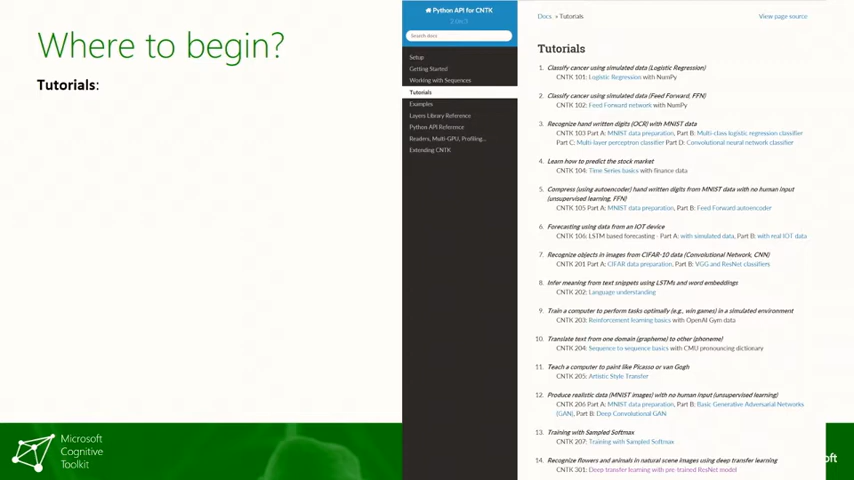 Where to begin?
Tutorials:
Python API for CNTK
Search docs
Setup
Getting Started
Working with Sequences
Tutorials
Examples
Layers Library Reference
Python API Reference
Readers, Multi-GPU, Profiling...
Extending CNTK
Docs » Tutorials
View page source
Tutorials
1. Classify cancer using simulated data (Logistic Regression)
CNTK 101: Logistic Regression with NumPy
2. Classify cancer using simulated data (Feed Forward, FFN)
CNTK 102: Feed Forward network with NumPy
3. Recognize hand written digits (OCR) with MNIST data
CNTK 103 Part A: MNIST data preparation, Part B: Multi-class logistic regression classifier
Part C: Multi-layer perceptron classifier Part D: Convolutional neural network classifier
4. Learn how to predict the stock market
CNTK 104: Time Series basics with finance data
5. Compress (using autoencoder) hand written digits from MNIST data with no human input
(unsupervised learning, FFN)
CNTK 105 Part A: MNIST data preparation, Part B: Feed Forward autoencoder
6. Forecasting using data from an IOT device
CNTK 106: LSTM based forecasting - Part A: with simulated data, Part B: with real IOT data
7. Recognize objects in images from CIFAR-10 data (Convolutional Network, CNN)
CNTK 201 Part A: CIFAR data preparation, Part B: VGG and ResNet classifiers
8. Infer meaning from text snippets using LSTMs and word embeddings
CNTK 202: Language understanding
9. Train a computer to perform tasks optimally (e.g., win games) in a simulated environment
CNTK 203: Reinforcement learning basics with OpenAI Gym data
10. Translate text from one domain (grapheme) to other (phoneme)
CNTK 204: Sequence to sequence basics with CMU pronouncing dictionary
11. Teach a computer to paint like Picasso or van Gogh
CNTK 205: Artistic Style Transfer
12. Produce realistic data (MNIST images) with no human input (unsupervised learning)
CNTK 206 Part A: MNIST data preparation, Part B: Basic Generative Adversarial Networks
(GAN), Part B: Deep Convolutional GAN
13. Training with Sampled Softmax
CNTK 207: Training with Sampled Softmax
14. Recognize flowers and animals in natural scene images using deep transfer learning
CNTK 301: Deep transfer learning with pre-trained ResNet model
Microsoft
Cognitive
Toolkit
oft